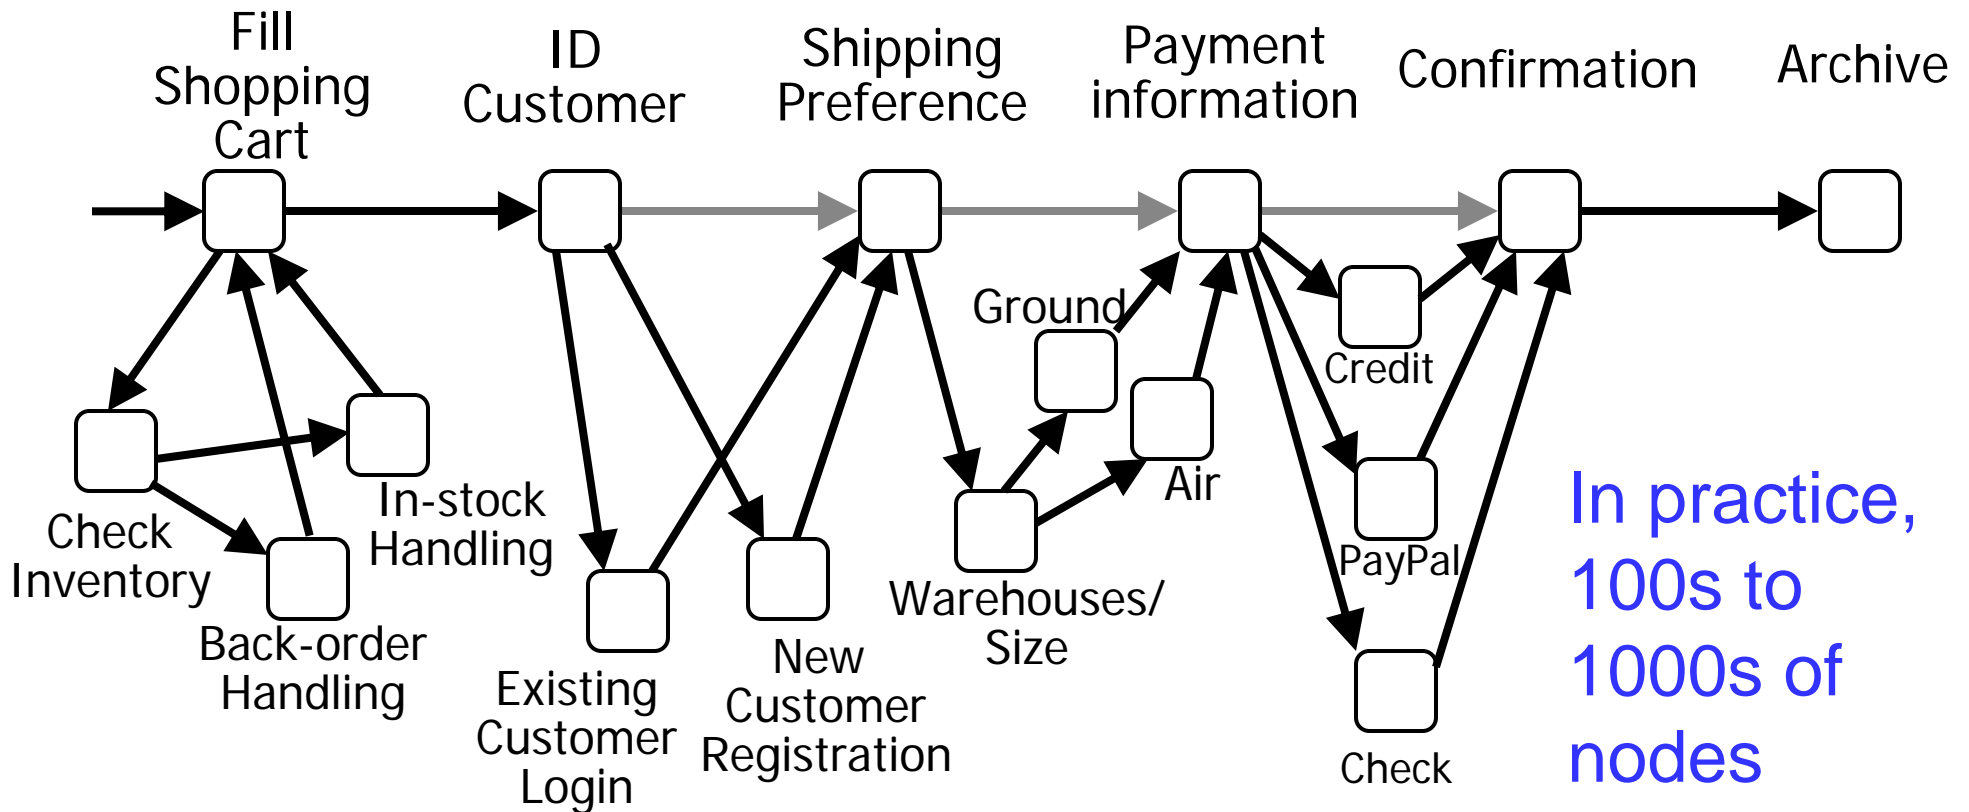 Fill
Shopping
Cart
ID
Customer
Shipping
Preference
Payment
information
Confirmation
Archive
Ground
Credit
Air
In-stock
Handling
Check
Inventory
PayPal
Back-order
Handling
Warehouses/
Size
New
Customer
Registration
Existing
Customer
Login
Check
In practice,
100s to
1000s of
nodes